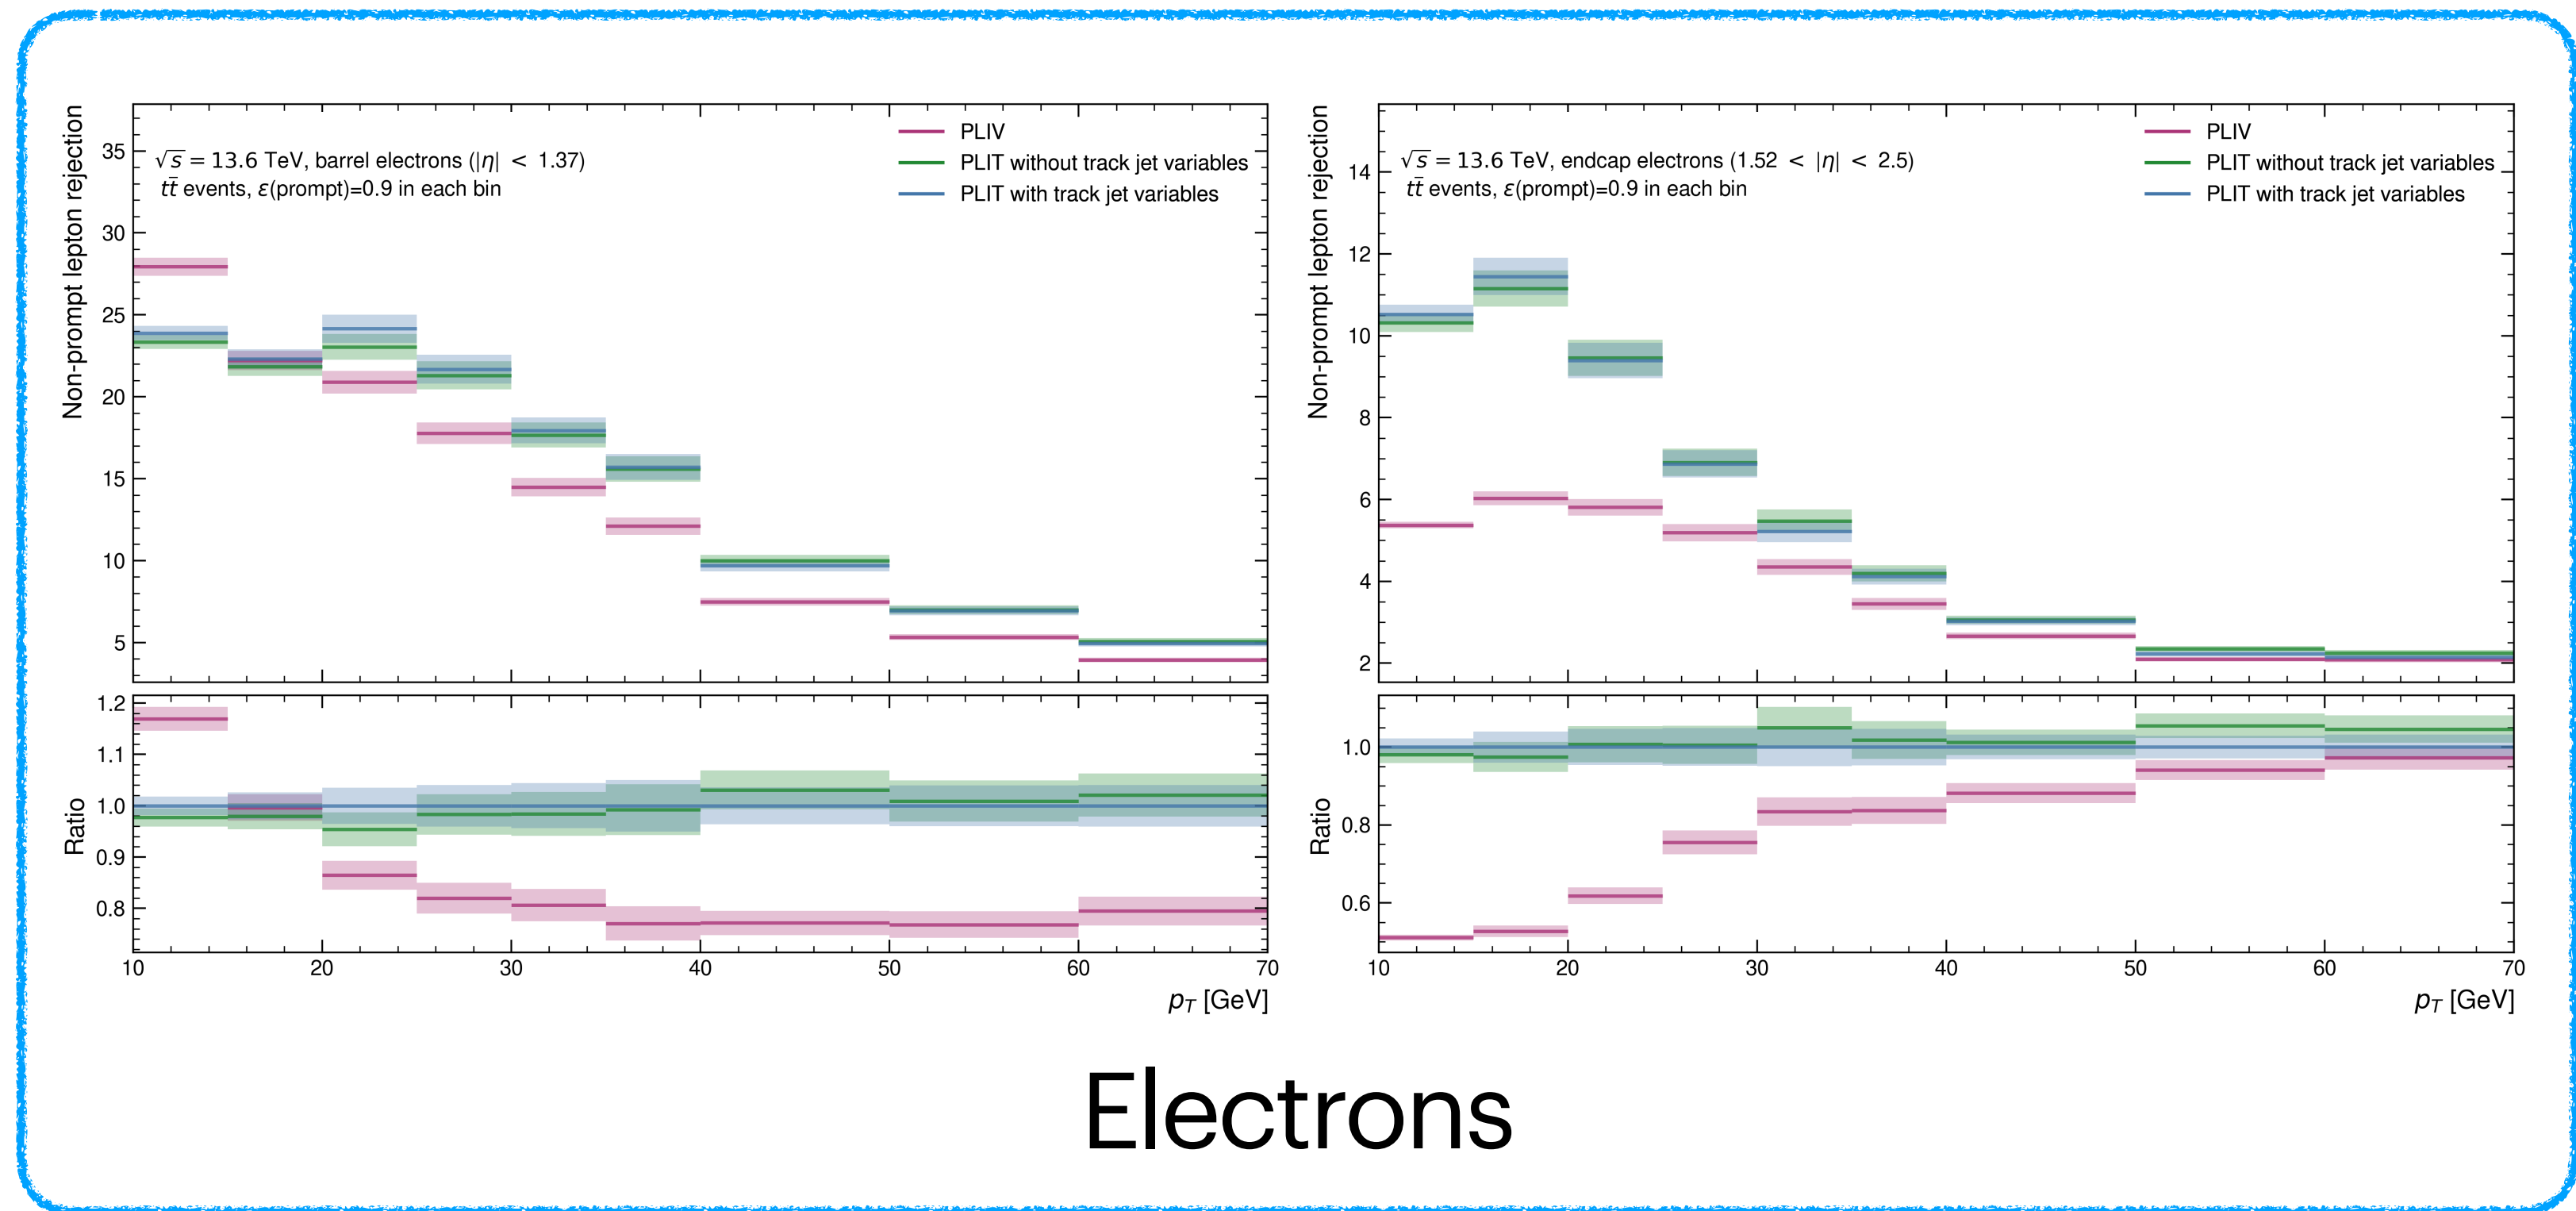 Non-prompt lepton rejection
√s = 13.6 TeV, barrel electrons (|η| < 1.37)
tt̄ events, ε(prompt)=0.9 in each bin
PLIV
PLIT without track jet variables
PLIT with track jet variables
35
30
25
20
15
10
5
Ratio
1.2
1.1
1.0
0.9
0.8
10 20 30 40 50 60 70
p_T [GeV]
Non-prompt lepton rejection
√s = 13.6 TeV, endcap electrons (1.52 < |η| < 2.5)
tt̄ events, ε(prompt)=0.9 in each bin
PLIV
PLIT without track jet variables
PLIT with track jet variables
14
12
10
8
6
4
2
Ratio
1.0
0.8
0.6
10 20 30 40 50 60 70
p_T [GeV]
Electrons